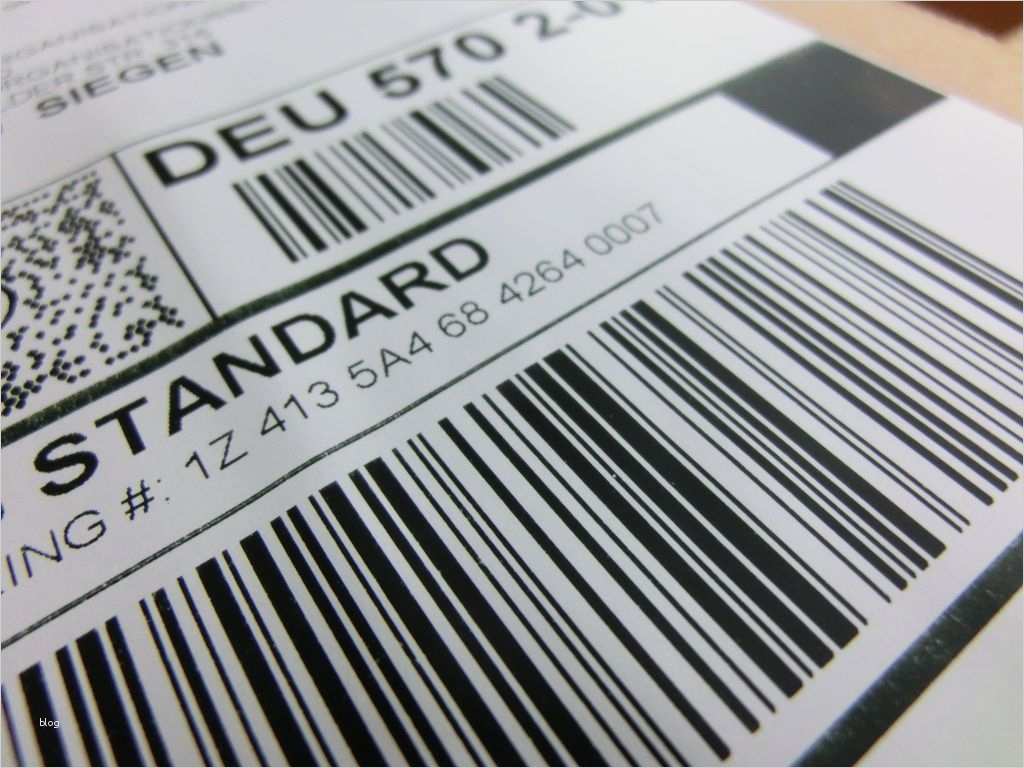 SIEGEN
DEU 570 2-0
STANDARD
ING #: 1Z 413 5A4 68 4264 0007
blog